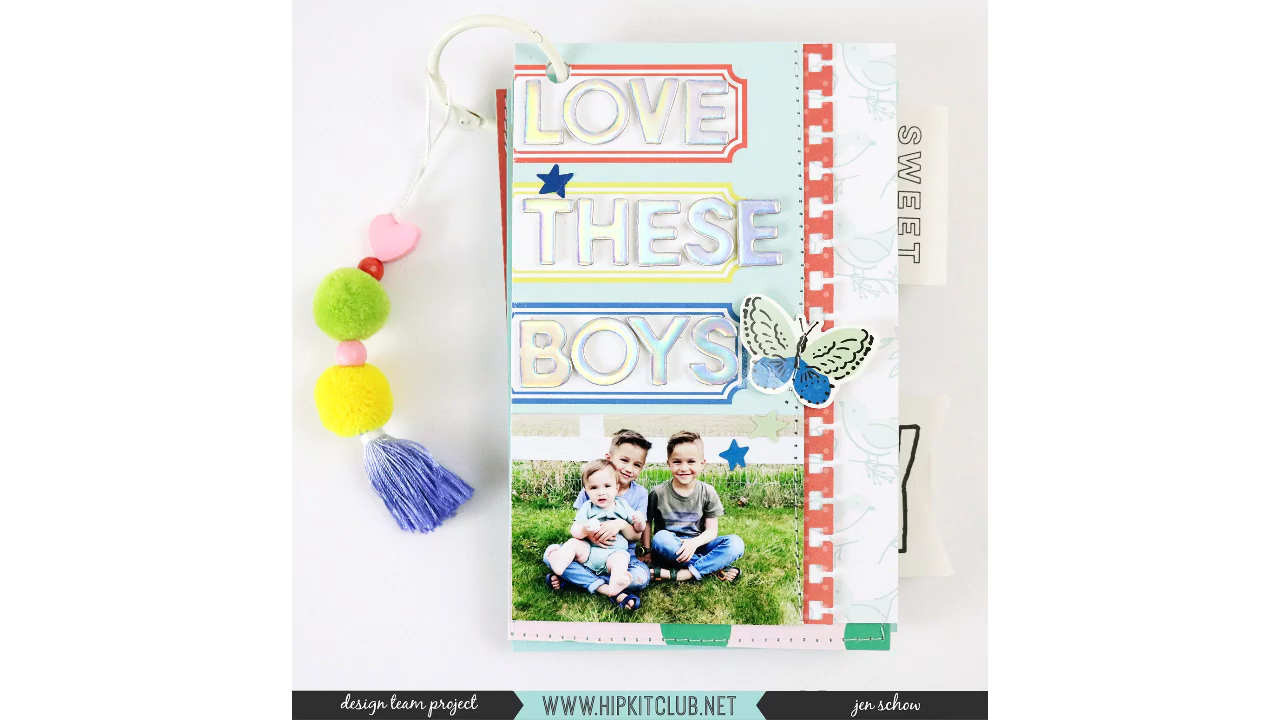 LOVE
THESE
BOYS
SWEET
design team project
WWW.HIPKITCLUB.NET
jen schow